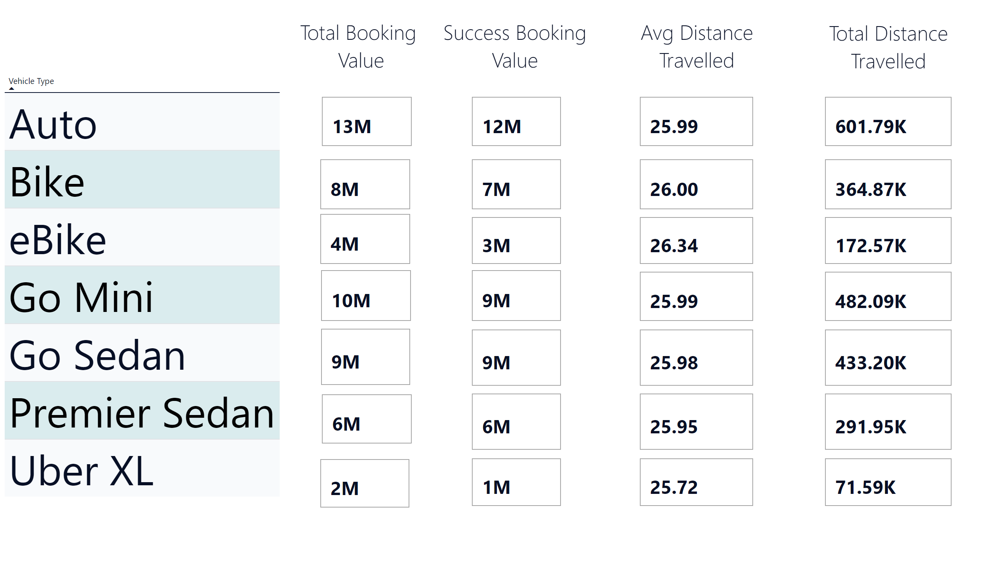 Total Booking Value
Success Booking Value
Avg Distance Travelled
Total Distance Travelled
Vehicle Type
Auto 13M 12M 25.99 601.79K
Bike 8M 7M 26.00 364.87K
eBike 4M 3M 26.34 172.57K
Go Mini 10M 9M 25.99 482.09K
Go Sedan 9M 9M 25.98 433.20K
Premier Sedan 6M 6M 25.95 291.95K
Uber XL 2M 1M 25.72 71.59K